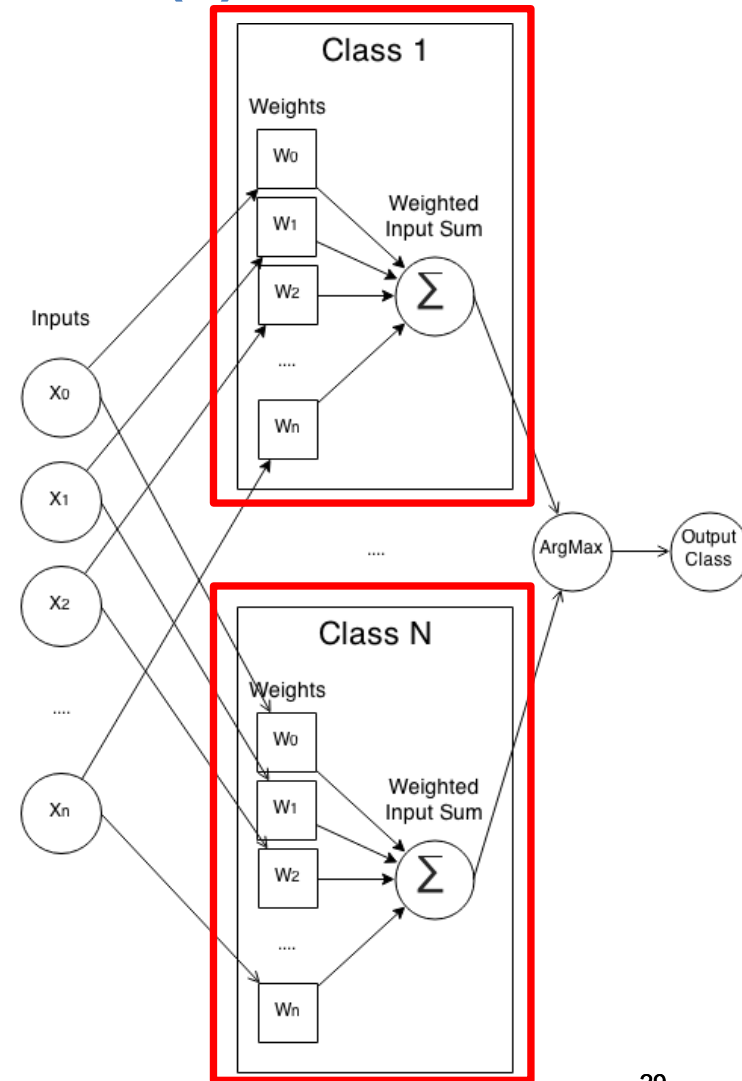 Class 1
Weights
W0
W1
W2
....
Wn
Weighted
Input Sum
∑
Inputs
X0
X1
X2
....
Xn
....
ArgMax
Output
Class
Class N
Weights
W0
W1
W2
....
Wn
Weighted
Input Sum
∑